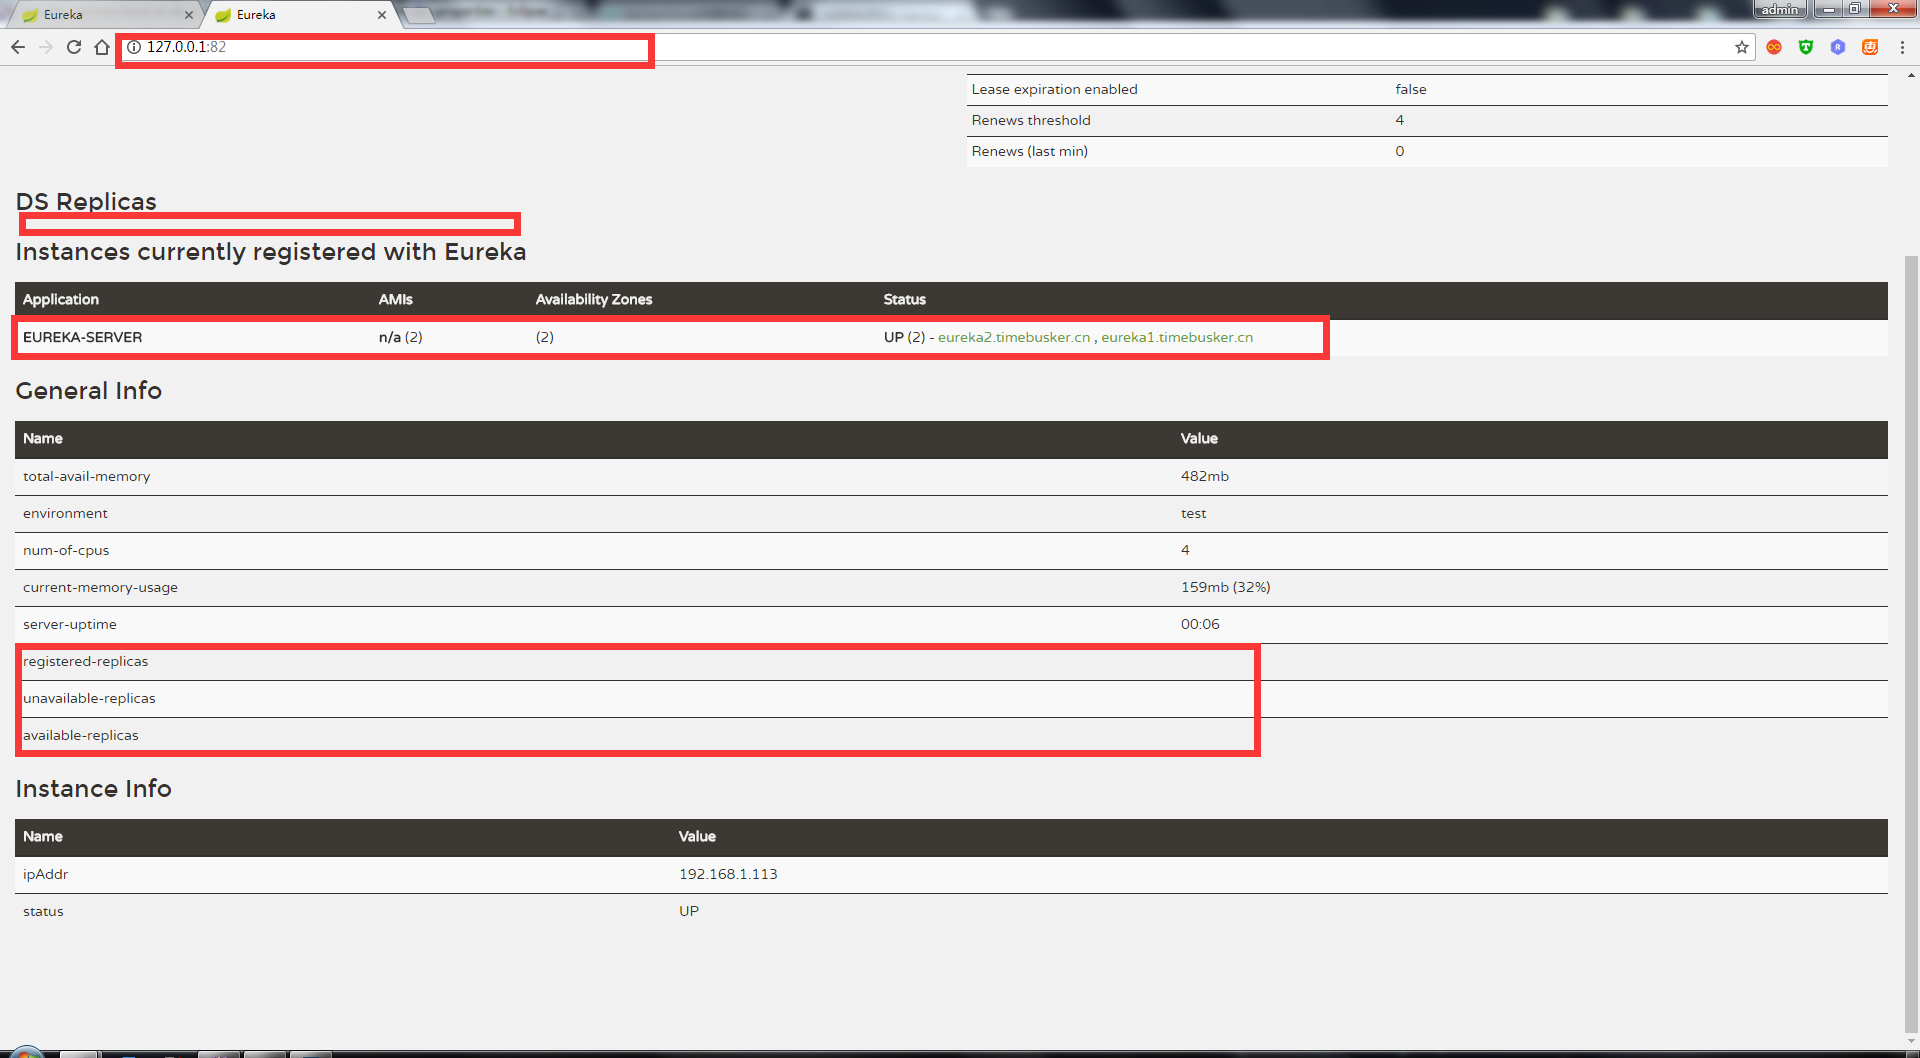 Eureka
Eureka
admin
127.0.0.1:82
Lease expiration enabled false
Renews threshold 4
Renews (last min) 0
DS Replicas
Instances currently registered with Eureka
Application AMIs Availability Zones Status
EUREKA-SERVER n/a (2) (2) UP (2) - eureka2.timebusker.cn , eureka1.timebusker.cn
General Info
Name Value
total-avail-memory 482mb
environment test
num-of-cpus 4
current-memory-usage 159mb (32%)
server-uptime 00:06
registered-replicas
unavailable-replicas
available-replicas
Instance Info
Name Value
ipAddr 192.168.1.113
status UP